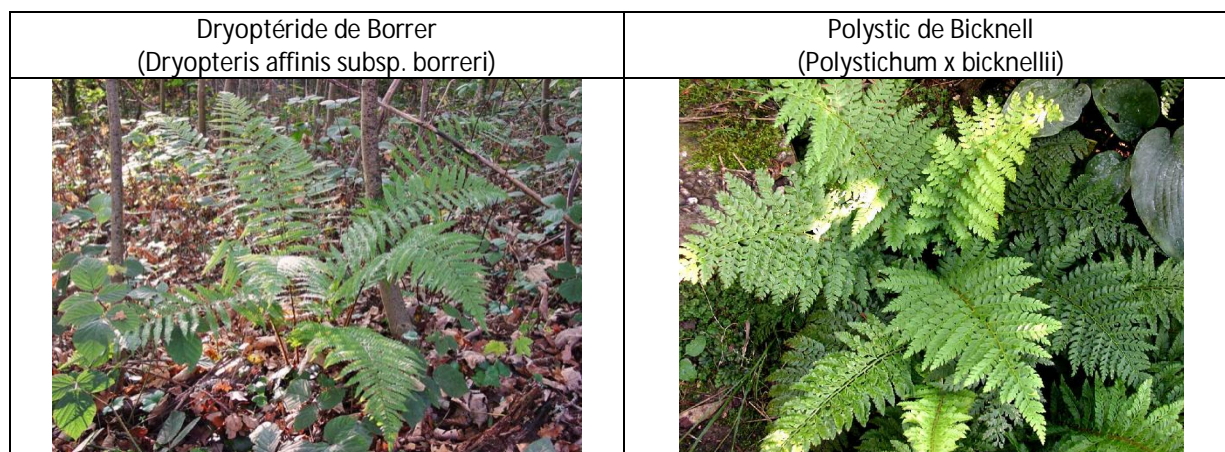 Dryoptéride de Borrer
(Dryopteris affinis subsp. borreri)
Polystic de Bicknell
(Polystichum x bicknellii)